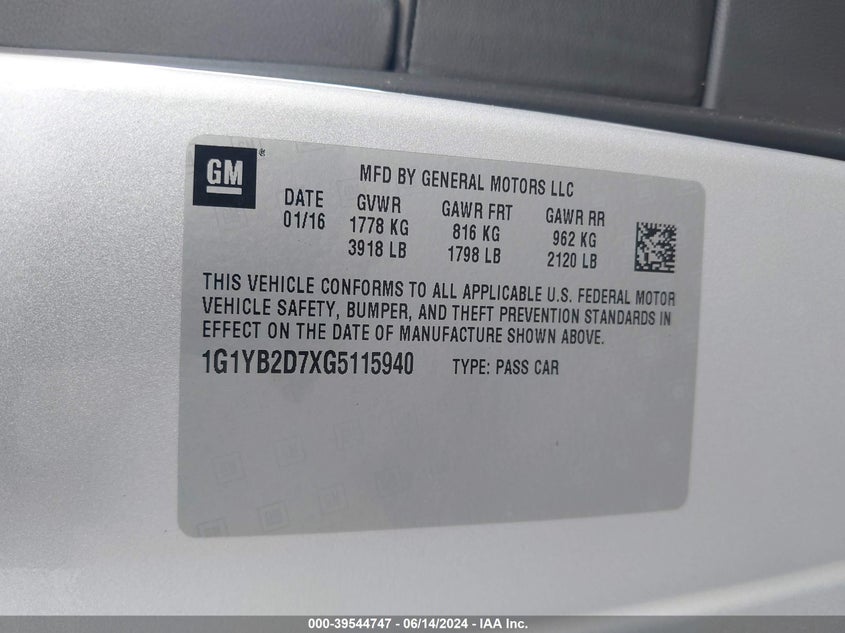 GM®
MFD BY GENERAL MOTORS LLC
DATE GVWR GAWR FRT GAWR RR
01/16 1778 KG 816 KG 962 KG
3918 LB 1798 LB 2120 LB
THIS VEHICLE CONFORMS TO ALL APPLICABLE U.S. FEDERAL MOTOR
VEHICLE SAFETY, BUMPER, AND THEFT PREVENTION STANDARDS IN
EFFECT ON THE DATE OF MANUFACTURE SHOWN ABOVE.
1G1YB2D7XG5115940 TYPE: PASS CAR
000-39544747 - 06/14/2024 - IAA Inc.